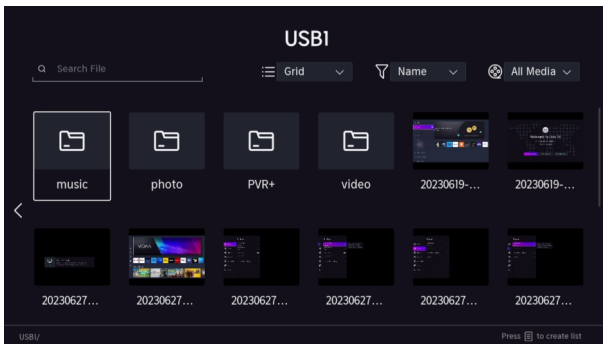 USB1
Search File
Grid
Name
All Media
music
photo
PVR+
video
20230619-...
20230619-...
20230627...
20230627...
20230627...
20230627...
20230627...
20230627...
USB1/
Press to create list